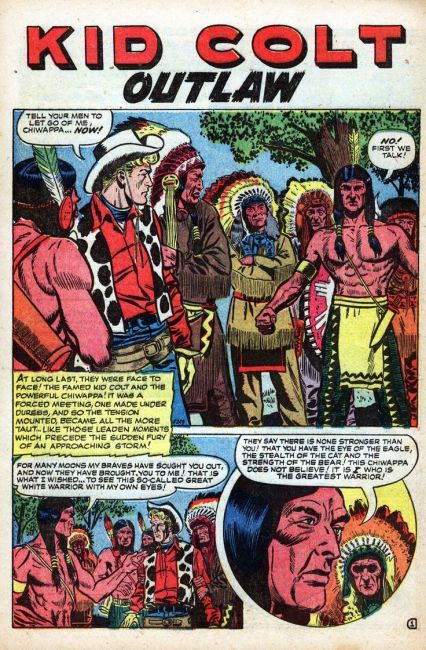 KID COLT
OUTLAW
TELL YOUR MEN TO
LET GO OF ME,
CHIWAPPA... NOW!
NO!
FIRST WE
TALK!
AT LONG LAST, THEY WERE FACE TO
FACE! THE FAMED KID COLT AND THE
POWERFUL CHIWAPPA! IT WAS A
FORCED MEETING, ONE MADE UNDER
DURESS, AND SO THE TENSION
MOUNTED, BECAME ALL THE MORE
TAUT... LIKE THOSE LEADEN MOMENTS
WHICH PRECEDE THE SUDDEN FURY
OF AN APPROACHING STORM!
FOR MANY MOONS MY BRAVES HAVE SOUGHT YOU OUT,
AND NOW THEY HAVE BROUGHT YOU TO ME! THAT IS
WHAT I WISHED... TO SEE THIS SO-CALLED GREAT
WHITE WARRIOR WITH MY OWN EYES!
THEY SAY THERE IS NONE STRONGER THAN
YOU! THAT YOU HAVE THE EYE OF THE EAGLE,
THE STEALTH OF THE CAT AND THE
STRENGTH OF THE BEAR! THIS CHIWAPPA
DOES NOT BELIEVE! IT IS I WHO IS
THE GREATEST WARRIOR!
1